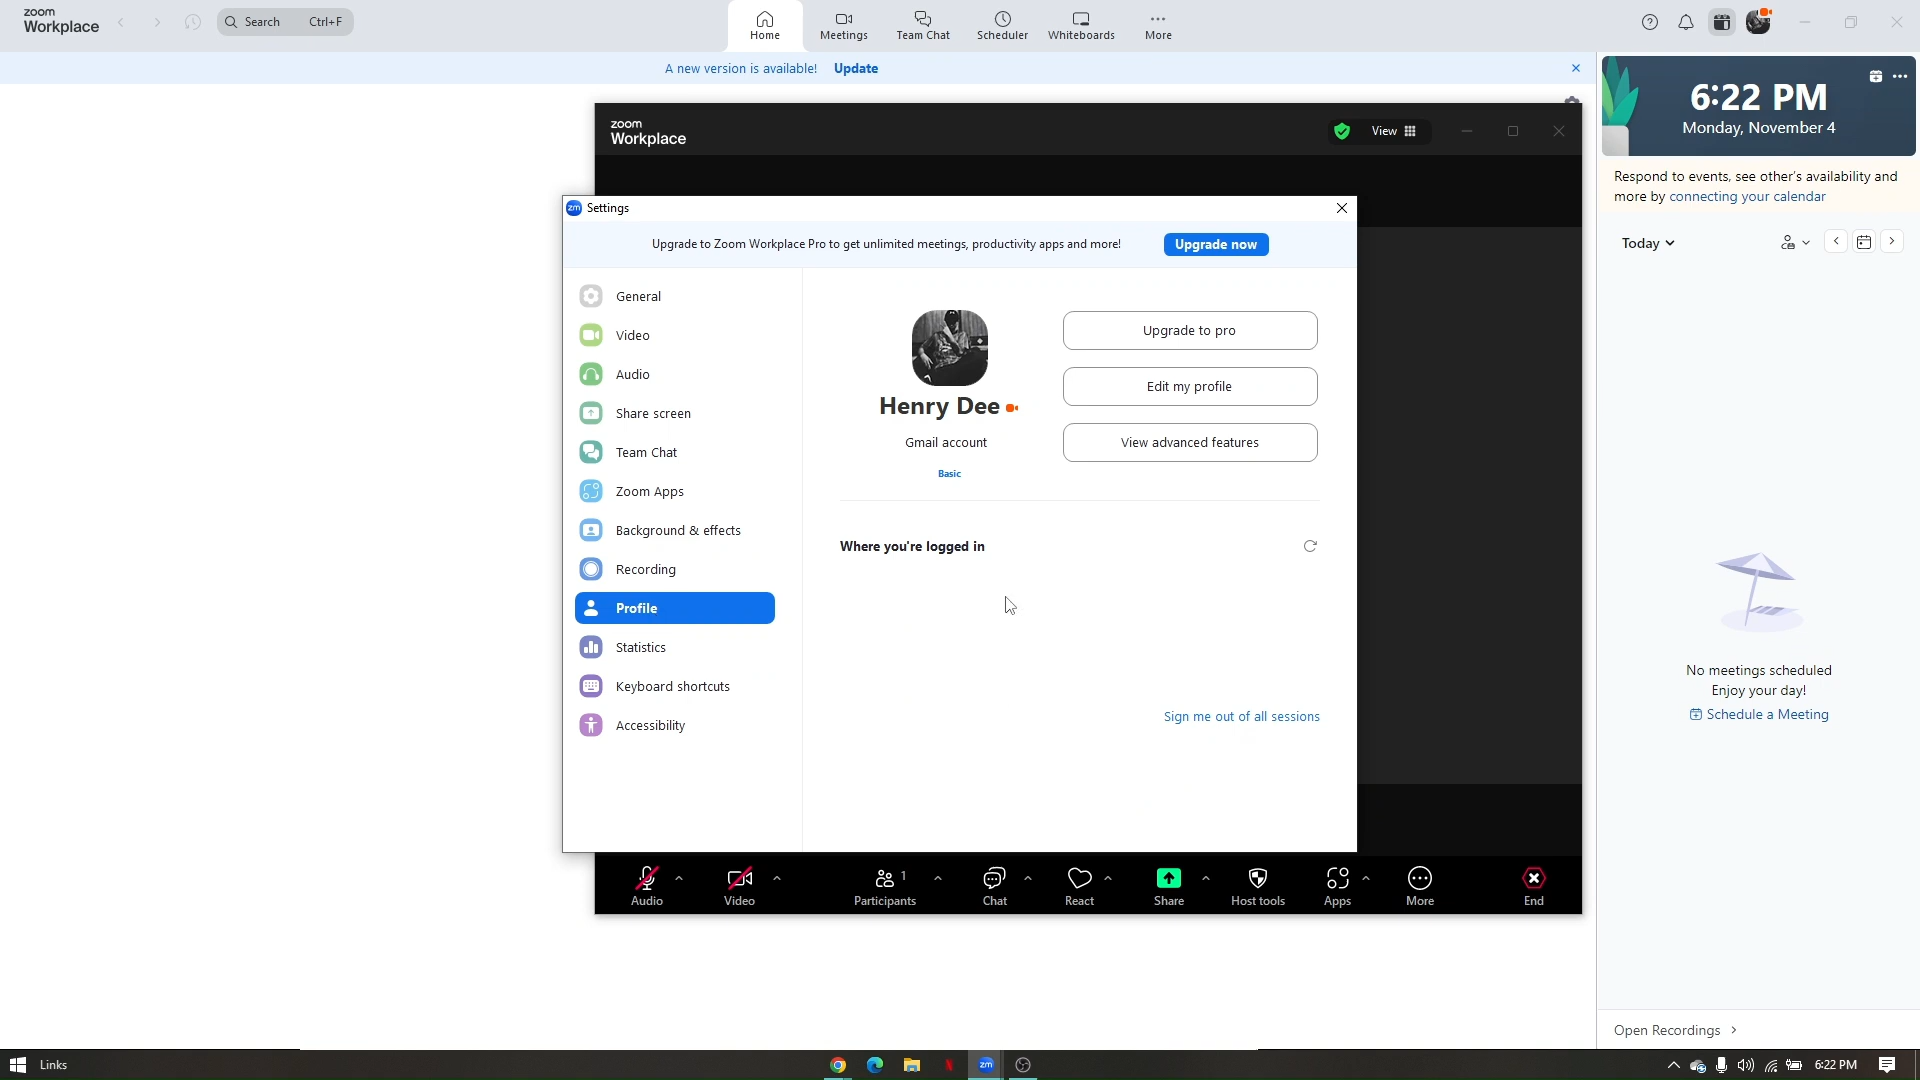 zoom
Workplace
Search Ctrl+F
Home
Meetings
Team Chat
Scheduler
Whiteboards
More
A new version is available! Update
6:22 PM
Monday, November 4
Respond to events, see other's availability and
more by connecting your calendar
Today
No meetings scheduled
Enjoy your day!
Schedule a Meeting
Open Recordings
zoom
Workplace
View
zm Settings
Upgrade to Zoom Workplace Pro to get unlimited meetings, productivity apps and more! Upgrade now
General
Video
Audio
Share screen
Team Chat
Zoom Apps
Background & effects
Recording
Profile
Statistics
Keyboard shortcuts
Accessibility
Henry Dee
Gmail account
Basic
Upgrade to pro
Edit my profile
View advanced features
Where you're logged in
Sign me out of all sessions
Audio
Video
1
Participants
Chat
React
Share
Host tools
Apps
More
End
Links
zm
6:22 PM